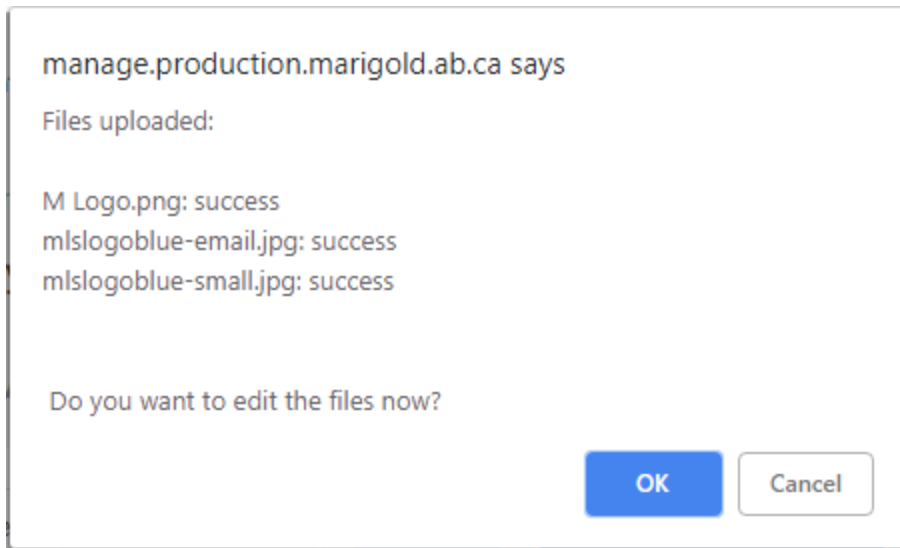 manage.production.marigold.ab.ca says
Files uploaded:
M Logo.png: success
mlslogoblue-email.jpg: success
mlslogoblue-small.jpg: success
Do you want to edit the files now?
OK
Cancel